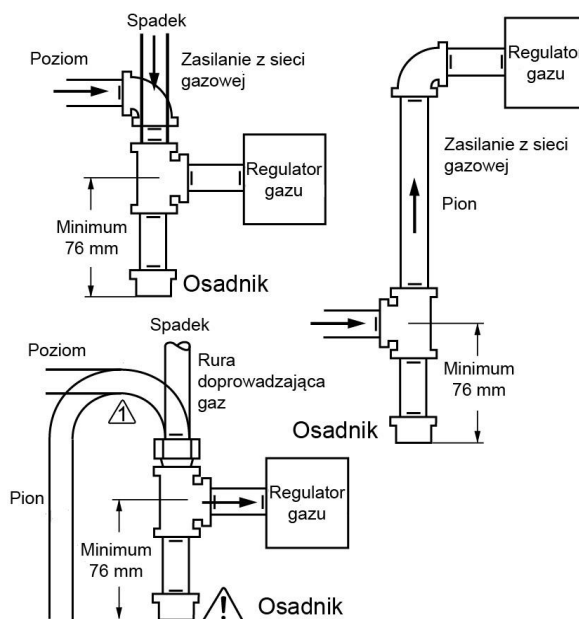 Spadek
Poziom
Zasilanie z sieci
gazowej
Regulator
gazu
Minimum
76 mm
Osadnik
Regulator
gazu
Zasilanie z sieci
gazowej
Pion
Minimum
76 mm
Osadnik
Spadek
Poziom
Rura
doprowadzająca
gaz
1
Pion
Regulator
gazu
Minimum
76 mm
!
Osadnik